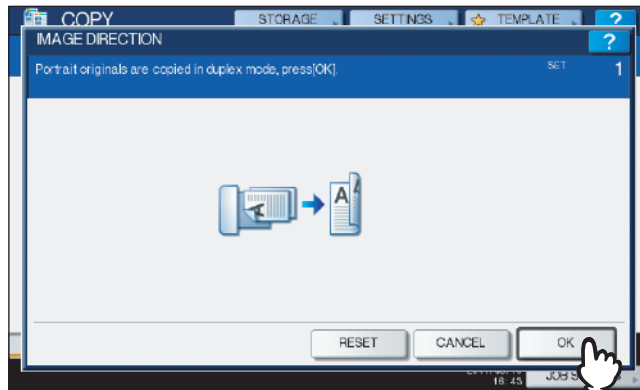 COPY
STORAGE
SETTINGS
TEMPLATE
?
IMAGE DIRECTION
?
Portrait originals are copied in duplex mode, press[OK].
SET
1
A
A
RESET
CANCEL
OK
16:43
JOB S